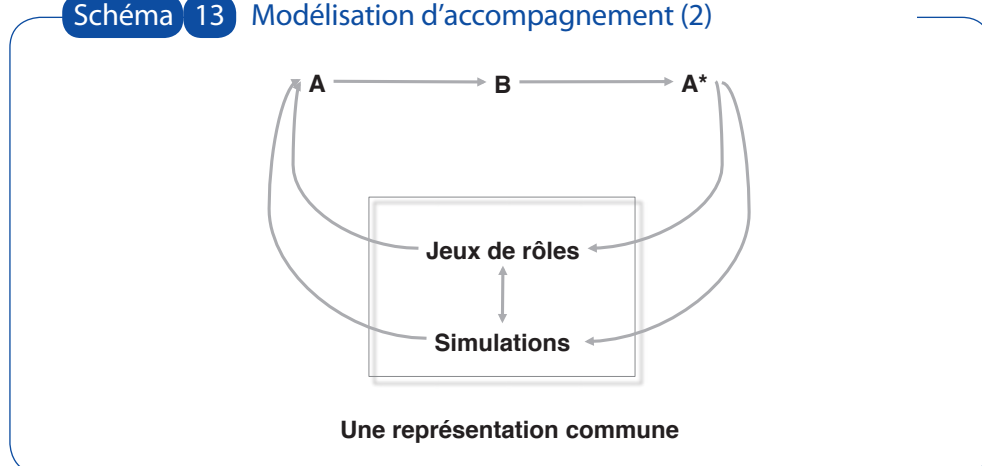 Schéma 13 Modélisation d’accompagnement (2)
A B A*
Jeux de rôles
Simulations
Une représentation commune